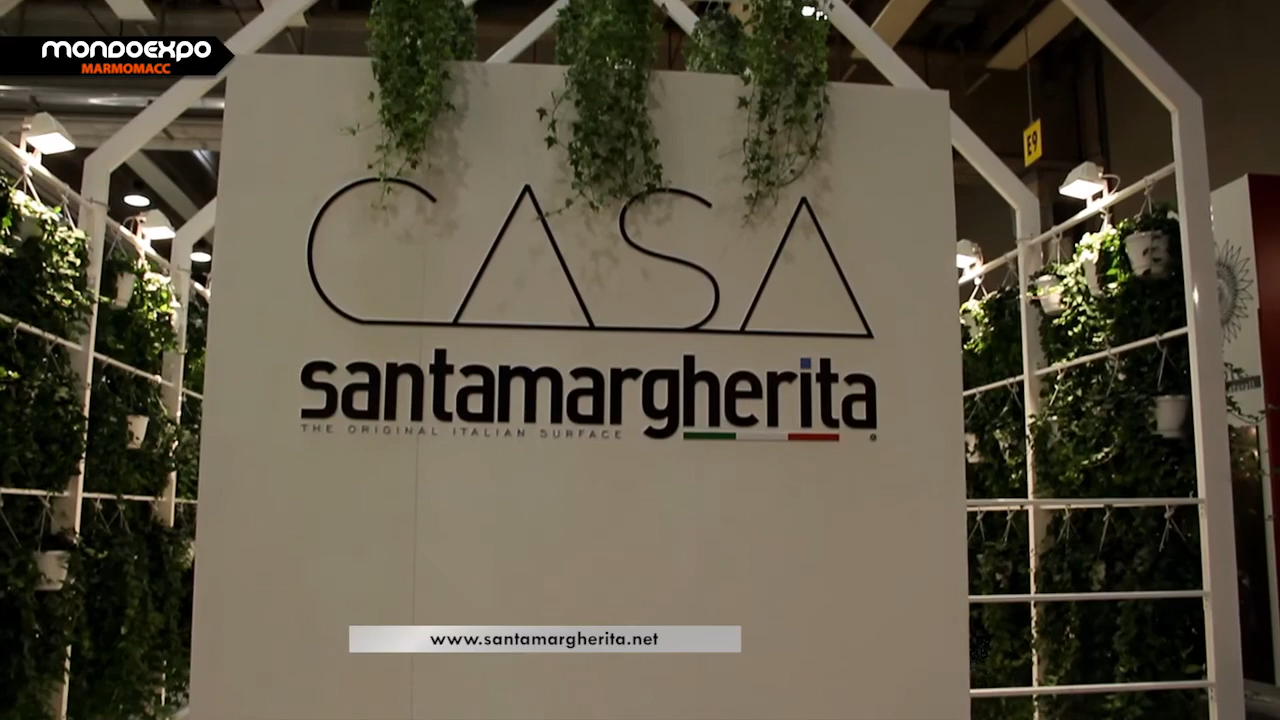 MONDOEXPO
MARMOMACC
E9
CASA
santamargherita
THE ORIGINAL ITALIAN SURFACE
www.santamargherita.net